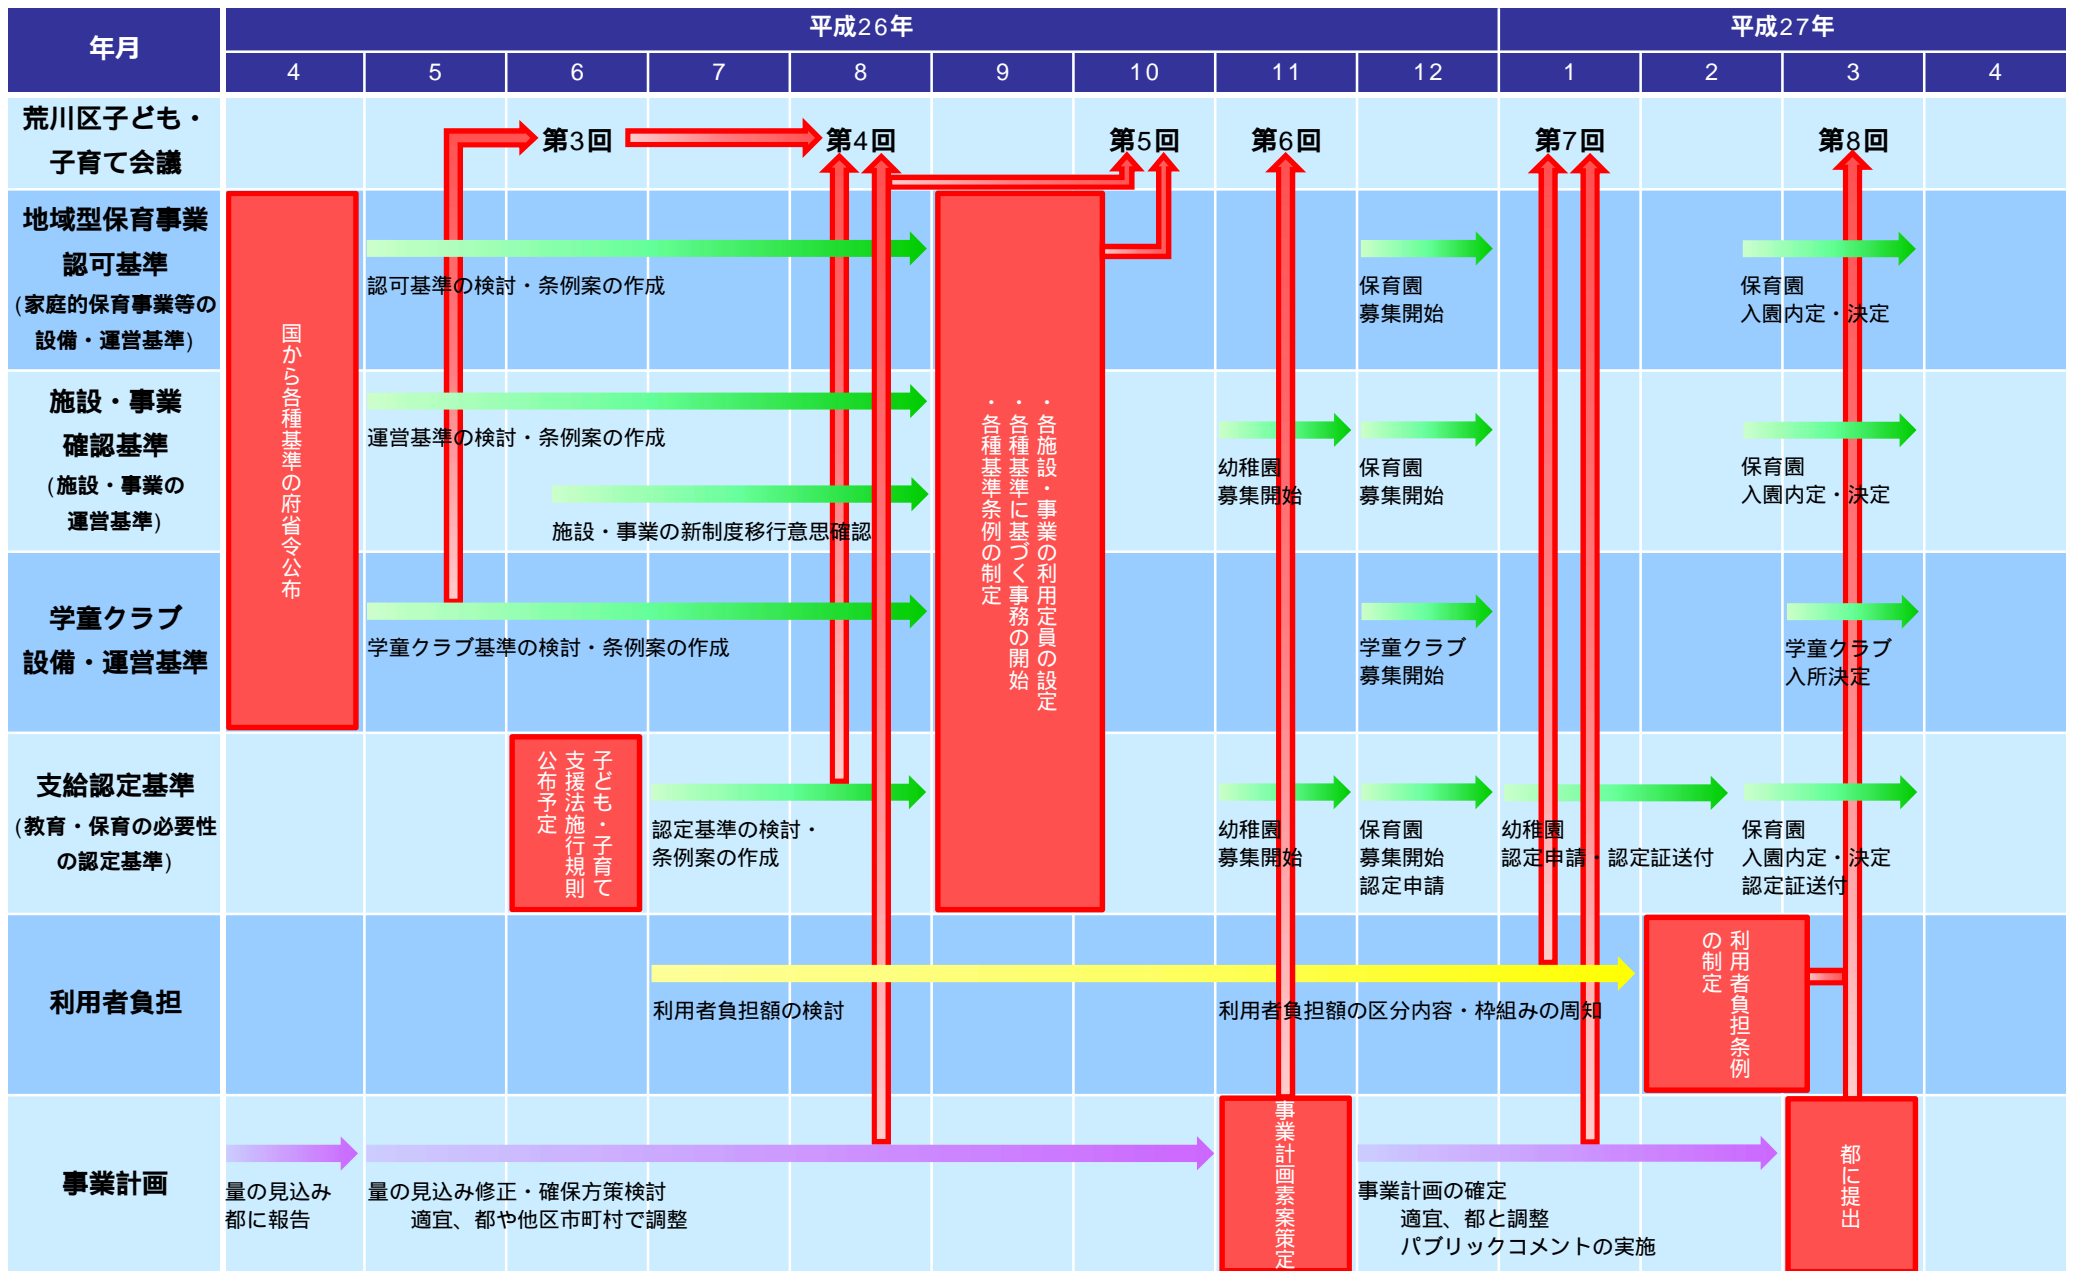 年月
平成26年
平成27年
4
5
6
7
8
9
10
11
12
1
2
3
4
荒川区子ども・
子育て会議
第3回
第4回
第5回
第6回
第7回
第8回
地域型保育事業
認可基準
(家庭的保育事業等の
設備・運営基準)
国から各種基準の府省令公布
認可基準の検討・条例案の作成
・各施設・事業の利用定員の設定
・各種基準に基づく事務の開始
・各種基準条例の制定
保育園
募集開始
保育園
入園内定・決定
施設・事業
確認基準
(施設・事業の
運営基準)
運営基準の検討・条例案の作成
施設・事業の新制度移行意思確認
幼稚園
募集開始
保育園
募集開始
保育園
入園内定・決定
学童クラブ
設備・運営基準
学童クラブ基準の検討・条例案の作成
学童クラブ
募集開始
学童クラブ
入所決定
支給認定基準
(教育・保育の必要性
の認定基準)
子ども・子育て
支援法施行規則
公布予定
認定基準の検討・
条例案の作成
幼稚園
募集開始
保育園
募集開始
認定申請
幼稚園
認定申請・認定証送付
保育園
入園内定・決定
認定証送付
利用者負担
利用者負担額の検討
利用者負担額の区分内容・枠組みの周知
利用者負担条例
の制定
事業計画
量の見込み
都に報告
量の見込み修正・確保方策検討
適宜、都や他区市町村で調整
事業計画素案策定
事業計画の確定
適宜、都と調整
パブリックコメントの実施
都に提出